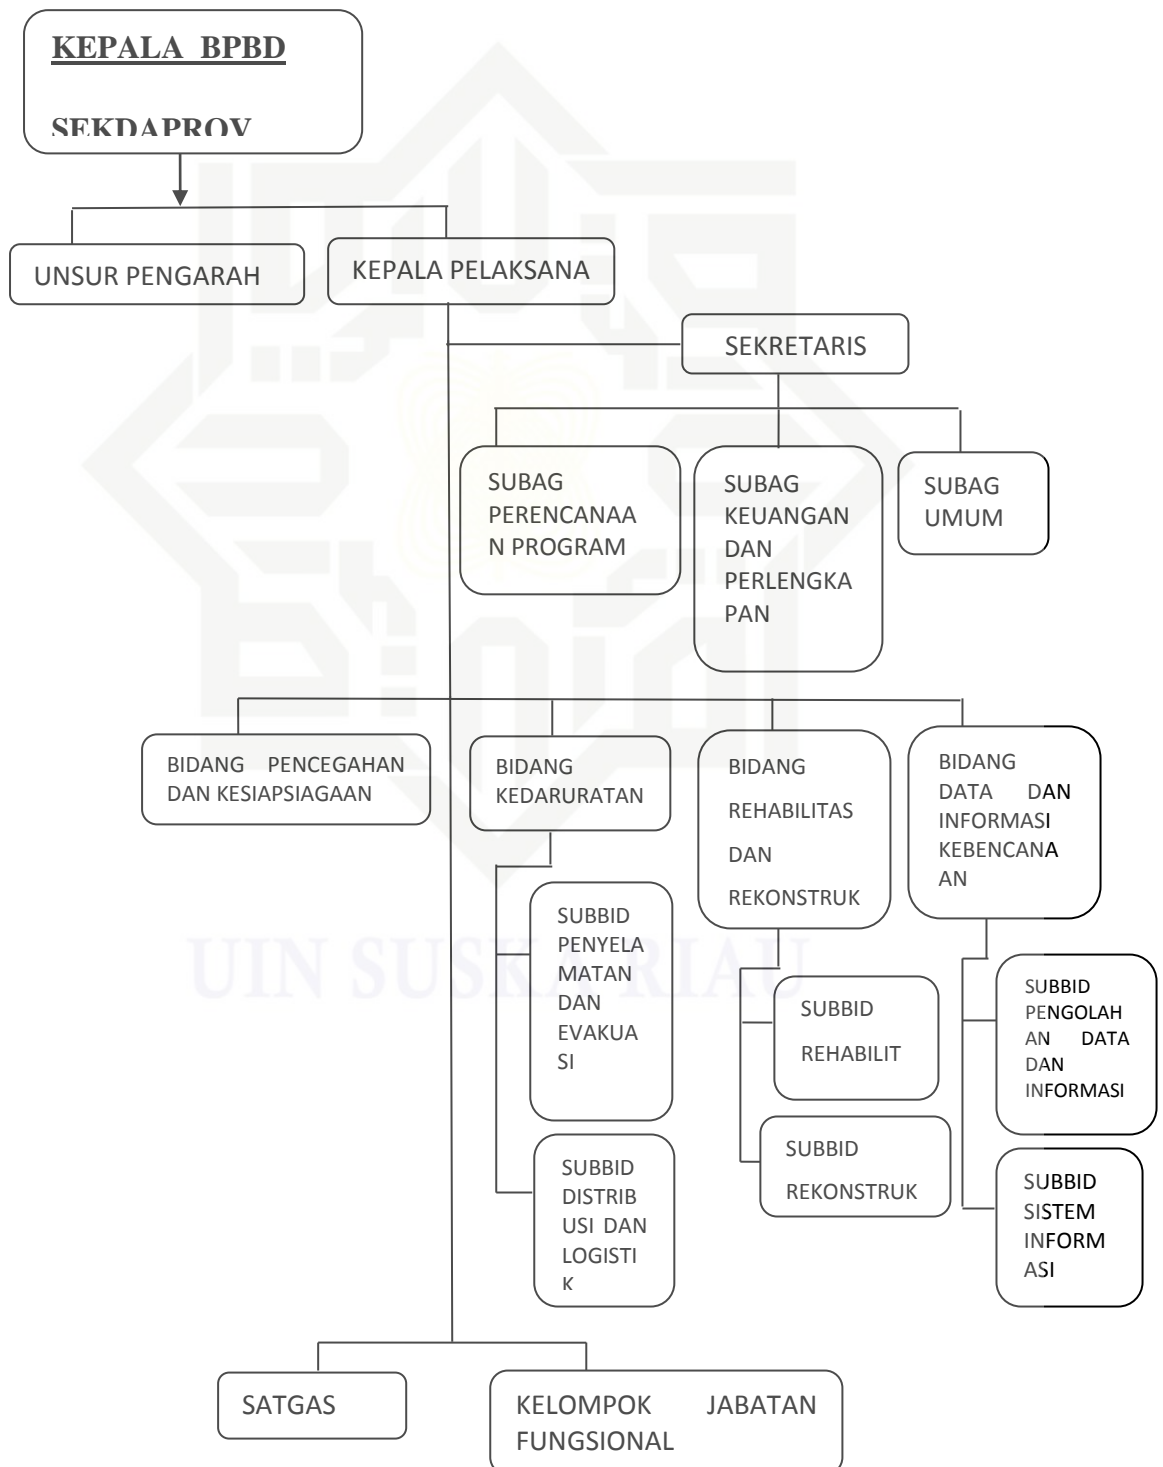 KEPALA BPBD
SEKDAPROV
UNSUR PENGARAH
KEPALA PELAKSANA
SEKRETARIS
SUBAG
PERENCANAA
N PROGRAM
SUBAG
KEUANGAN
DAN
PERLENGKA
PAN
SUBAG
UMUM
BIDANG PENCEGAHAN
DAN KESIAPSIAGAAN
BIDANG
KEDARURATAN
BIDANG
REHABILITAS
DAN
REKONSTRUK
BIDANG
DATA DAN
INFORMASI
KEBENCANA
AN
SUBBID
PENYELA
MATAN
DAN
EVAKUA
SI
SUBBID
DISTRIB
USI DAN
LOGISTI
K
SUBBID
REHABILIT
SUBBID
REKONSTRUK
SUBBID
PENGOLAH
AN DATA
DAN
INFORMASI
SUBBID
SISTEM
INFORM
ASI
UIN SUSKA RIAU
SATGAS
KELOMPOK JABATAN
FUNGSIONAL